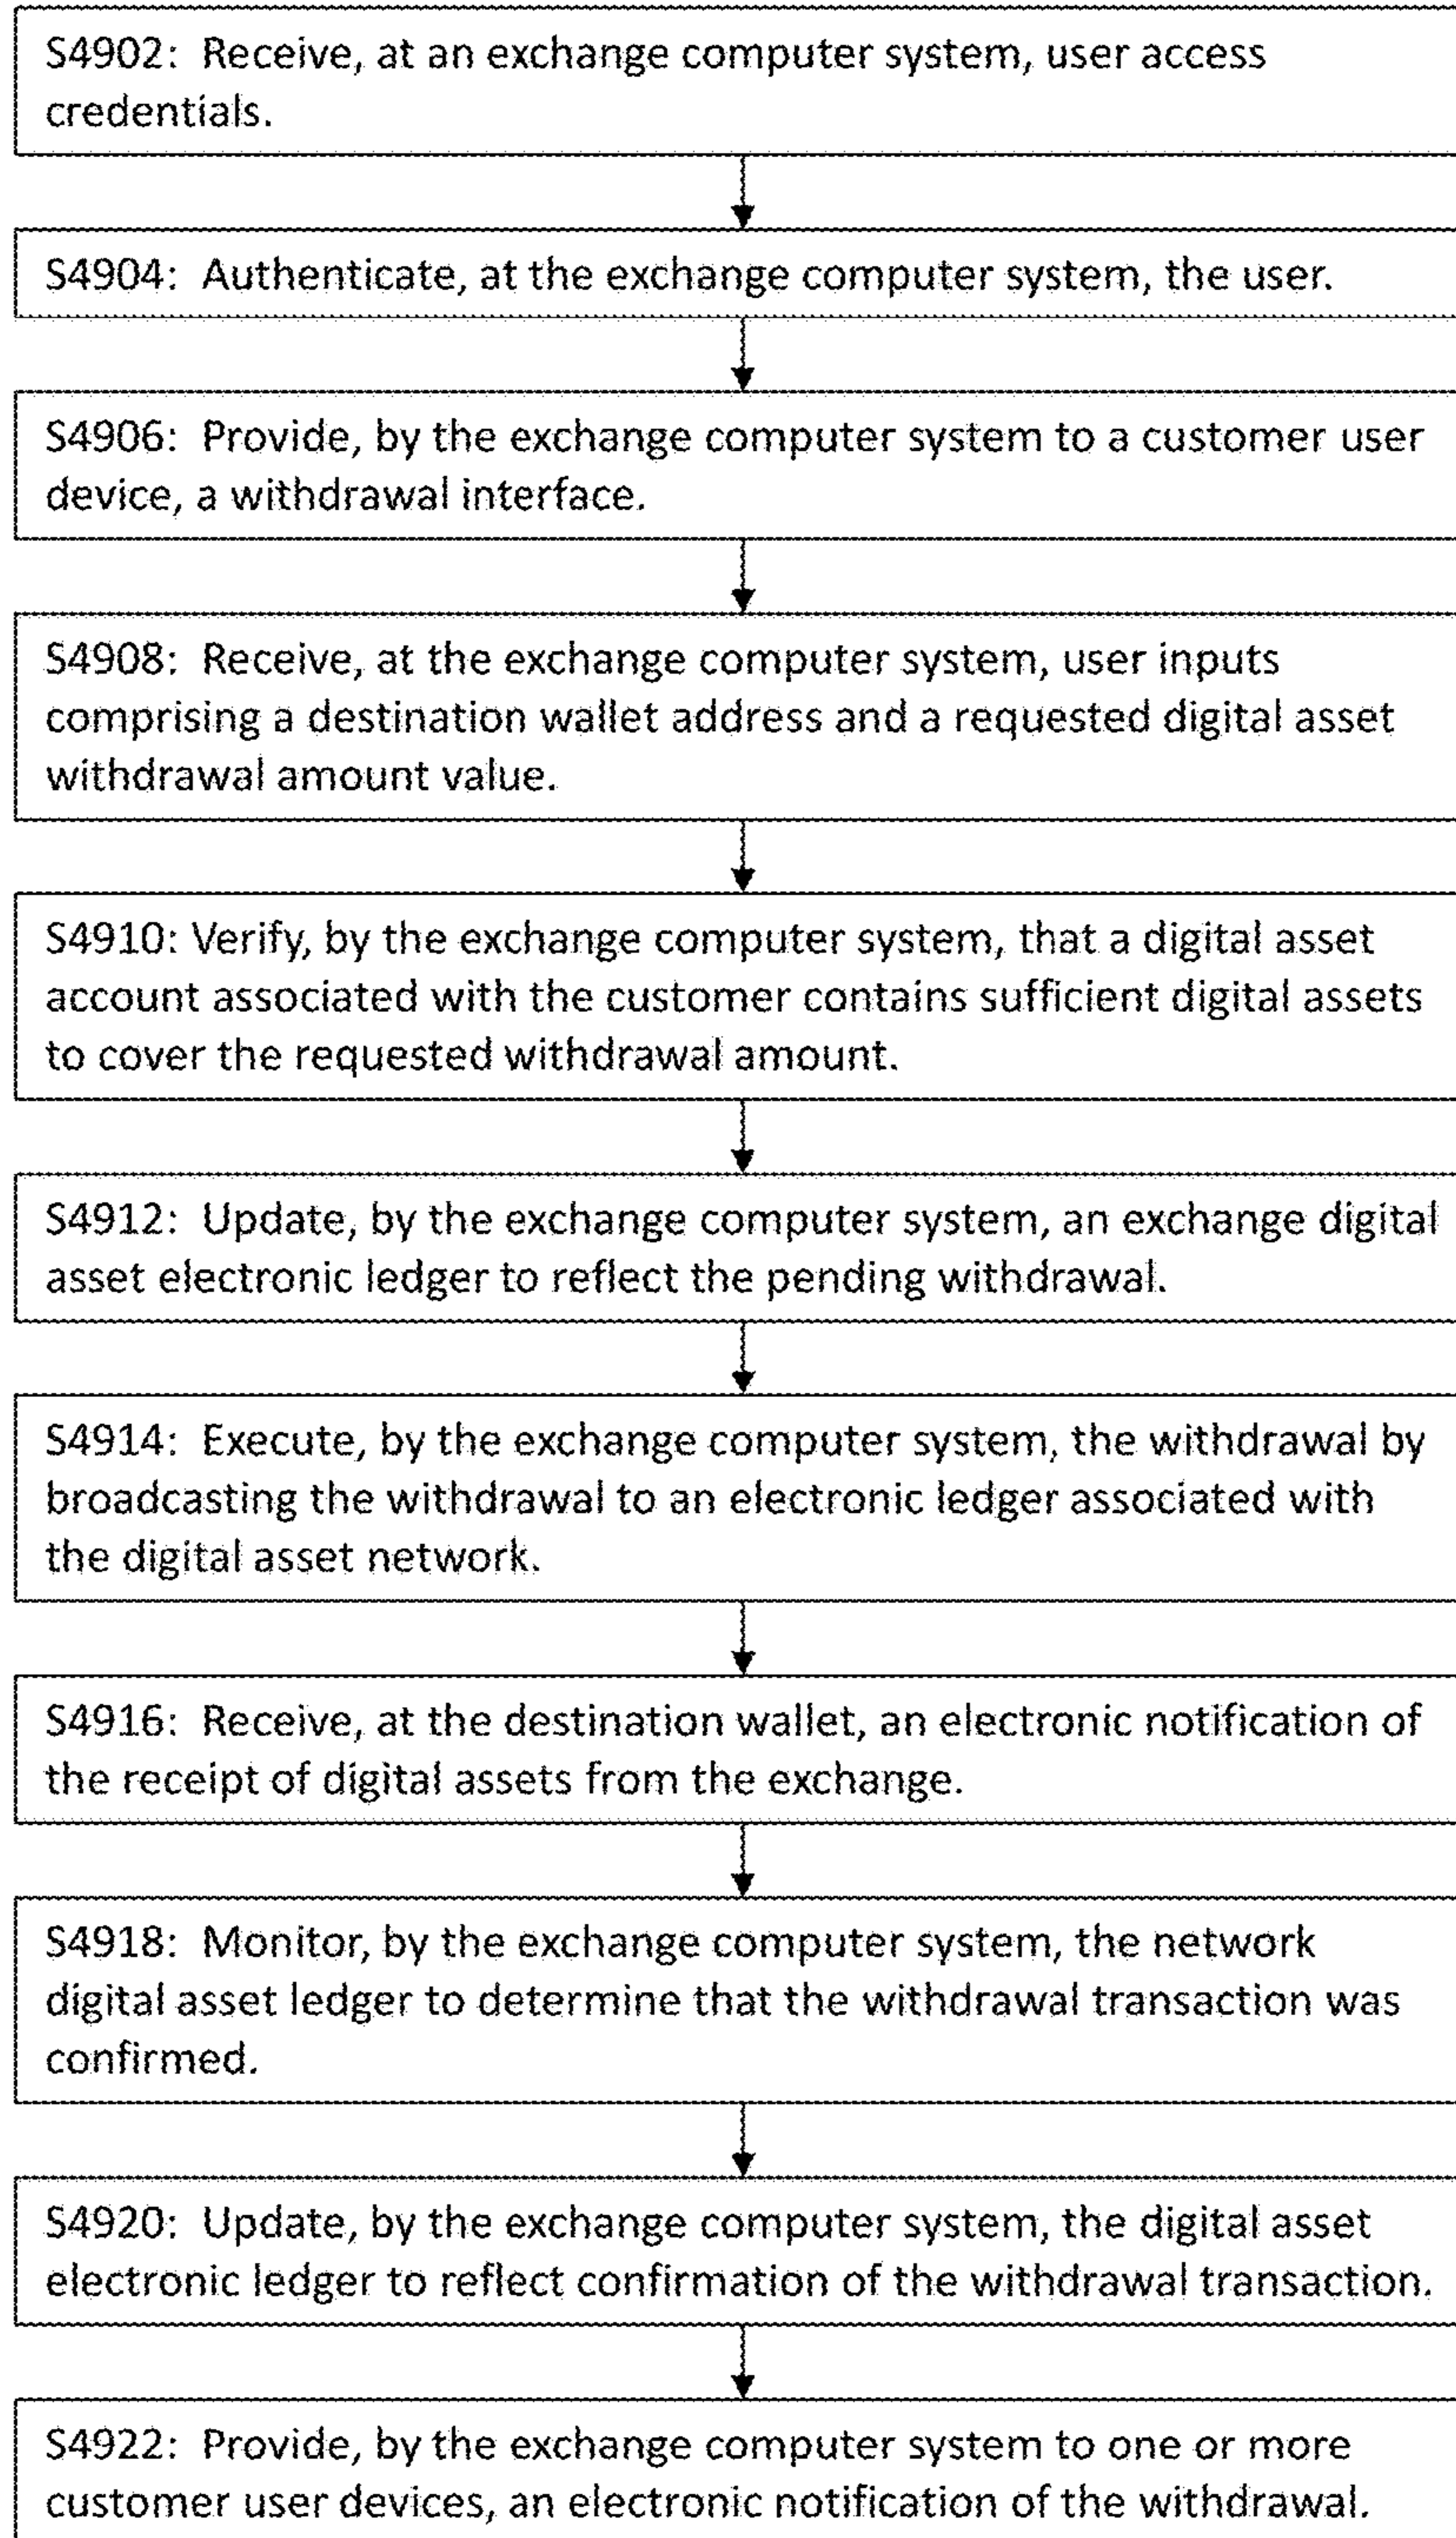 S4902: Receive, at an exchange computer system, user access
credentials.
S4904: Authenticate, at the exchange computer system, the user.
S4906: Provide, by the exchange computer system to a customer user
device, a withdrawal interface.
S4908: Receive, at the exchange computer system, user inputs
comprising a destination wallet address and a requested digital asset
withdrawal amount value.
S4910: Verify, by the exchange computer system, that a digital asset
account associated with the customer contains sufficient digital assets
to cover the requested withdrawal amount.
S4912: Update, by the exchange computer system, an exchange digital
asset electronic ledger to reflect the pending withdrawal.
S4914: Execute, by the exchange computer system, the withdrawal by
broadcasting the withdrawal to an electronic ledger associated with
the digital asset network.
S4916: Receive, at the destination wallet, an electronic notification of
the receipt of digital assets from the exchange.
S4918: Monitor, by the exchange computer system, the network
digital asset ledger to determine that the withdrawal transaction was
confirmed.
S4920: Update, by the exchange computer system, the digital asset
electronic ledger to reflect confirmation of the withdrawal transaction.
S4922: Provide, by the exchange computer system to one or more
customer user devices, an electronic notification of the withdrawal.